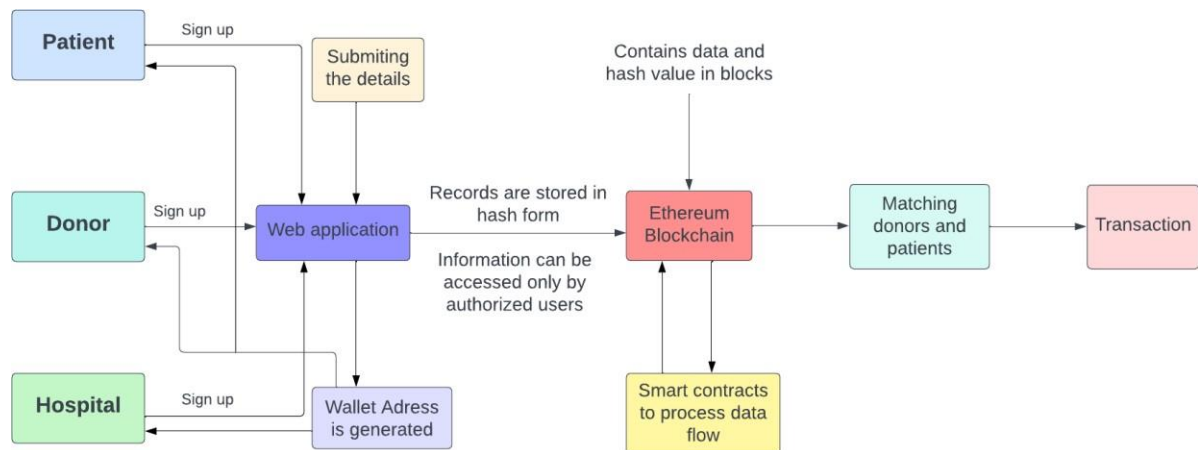 Patient
Sign up
Submiting
the details
Contains data and
hash value in blocks
Donor
Sign up
Web application
Records are stored in
hash form
Information can be
accessed only by
authorized users
Ethereum
Blockchain
Matching
donors and
patients
Transaction
Hospital
Sign up
Wallet Adress
is generated
Smart contracts
to process data
flow